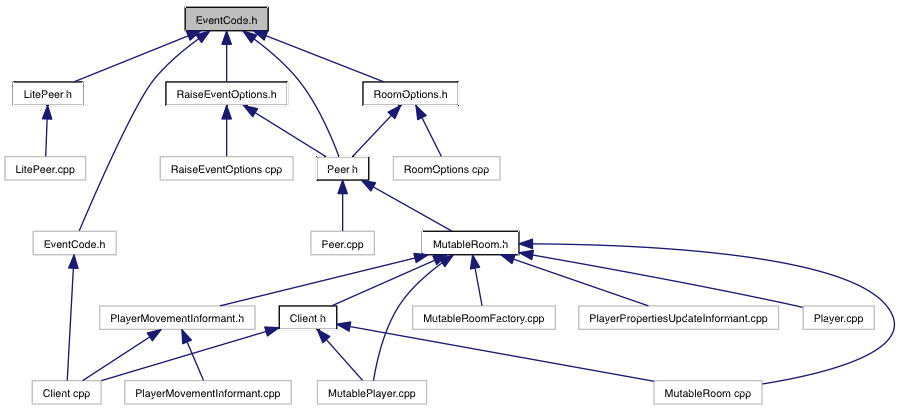 EventCode.h
LitePeer.h
RaiseEventOptions.h
RoomOptions.h
LitePeer.cpp
RaiseEventOptions.cpp
Peer.h
RoomOptions.cpp
EventCode.h
Peer.cpp
MutableRoom.h
PlayerMovementInformant.h
Client.h
MutableRoomFactory.cpp
PlayerPropertiesUpdateInformant.cpp
Player.cpp
Client.cpp
PlayerMovementInformant.cpp
MutablePlayer.cpp
MutableRoom.cpp